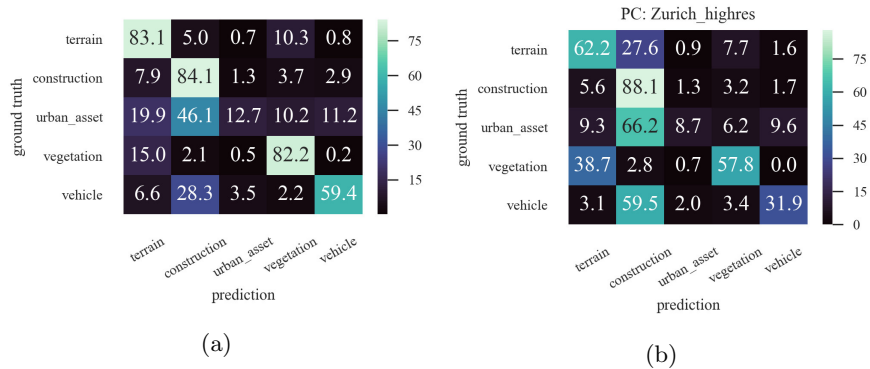 ground truth
terrain 83.1 5.0 0.7 10.3 0.8
construction 7.9 84.1 1.3 3.7 2.9
urban_asset 19.9 46.1 12.7 10.2 11.2
vegetation 15.0 2.1 0.5 82.2 0.2
vehicle 6.6 28.3 3.5 2.2 59.4
75
60
45
30
15
terrain construction urban_asset vegetation vehicle
prediction
(a)
PC: Zurich_highres
ground truth
terrain 62.2 27.6 0.9 7.7 1.6
construction 5.6 88.1 1.3 3.2 1.7
urban_asset 9.3 66.2 8.7 6.2 9.6
vegetation 38.7 2.8 0.7 57.8 0.0
vehicle 3.1 59.5 2.0 3.4 31.9
75
60
45
30
15
0
terrain construction urban_asset vegetation vehicle
prediction
(b)